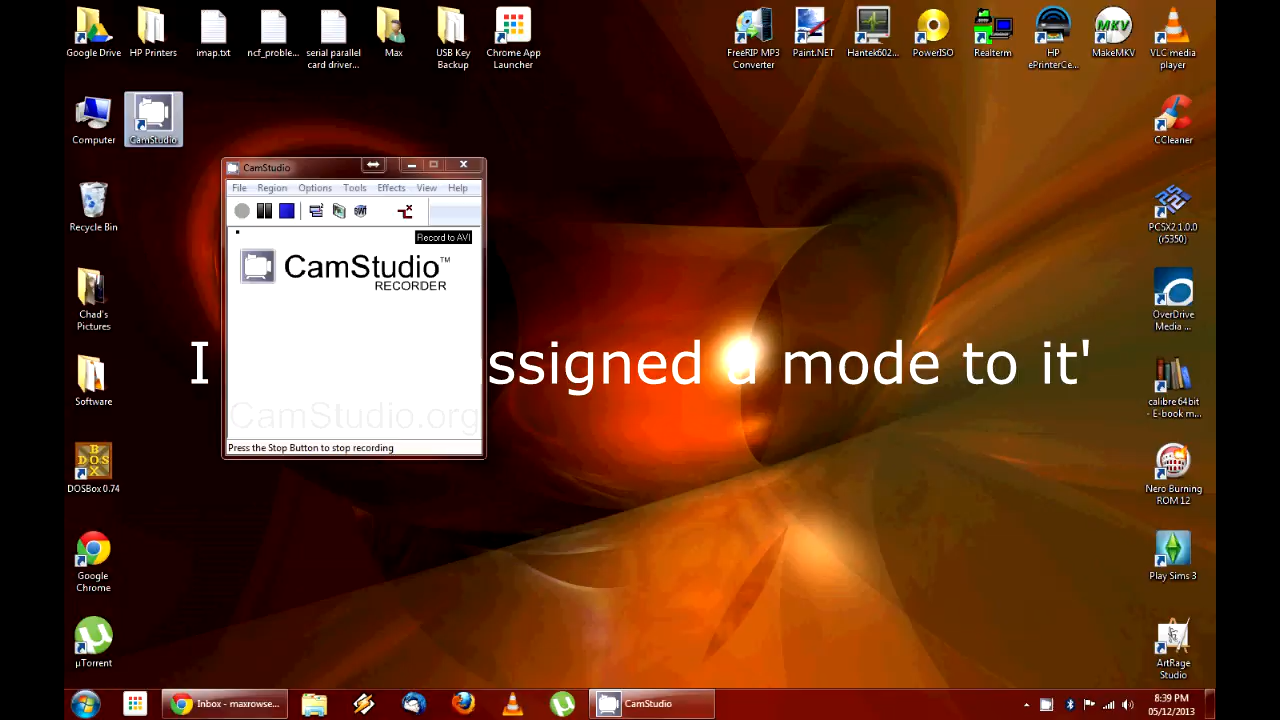 Google Drive
HP Printers
imap.txt
ncf_proble...
serial parallel
card driver...
Max
USB Key
Backup
Chrome App
Launcher
FreeRIP MP3
Converter
Paint.NET
Hantek602...
PowerISO
Realterm
HP
ePrinterCe...
MakeMKV
VLC media
player
Computer
CamStudio
CCleaner
CamStudio
File Region Options Tools Effects View Help
Record to AVI
CamStudio™
RECORDER
Recycle Bin
PCSX2 1.0.0
(r5350)
Chad's
Pictures
OverDrive
Media ...
I
ssigned a mode to it'
Software
calibre 64bit
- E-book m...
CamStudio.org
Press the Stop Button to stop recording
DOS BOX
DOSBox 0.74
Nero Burning
ROM 12
Google
Chrome
Play Sims 3
µTorrent
ArtRage
Studio
Inbox - maxrowse...
CamStudio
8:39 PM
05/12/2013